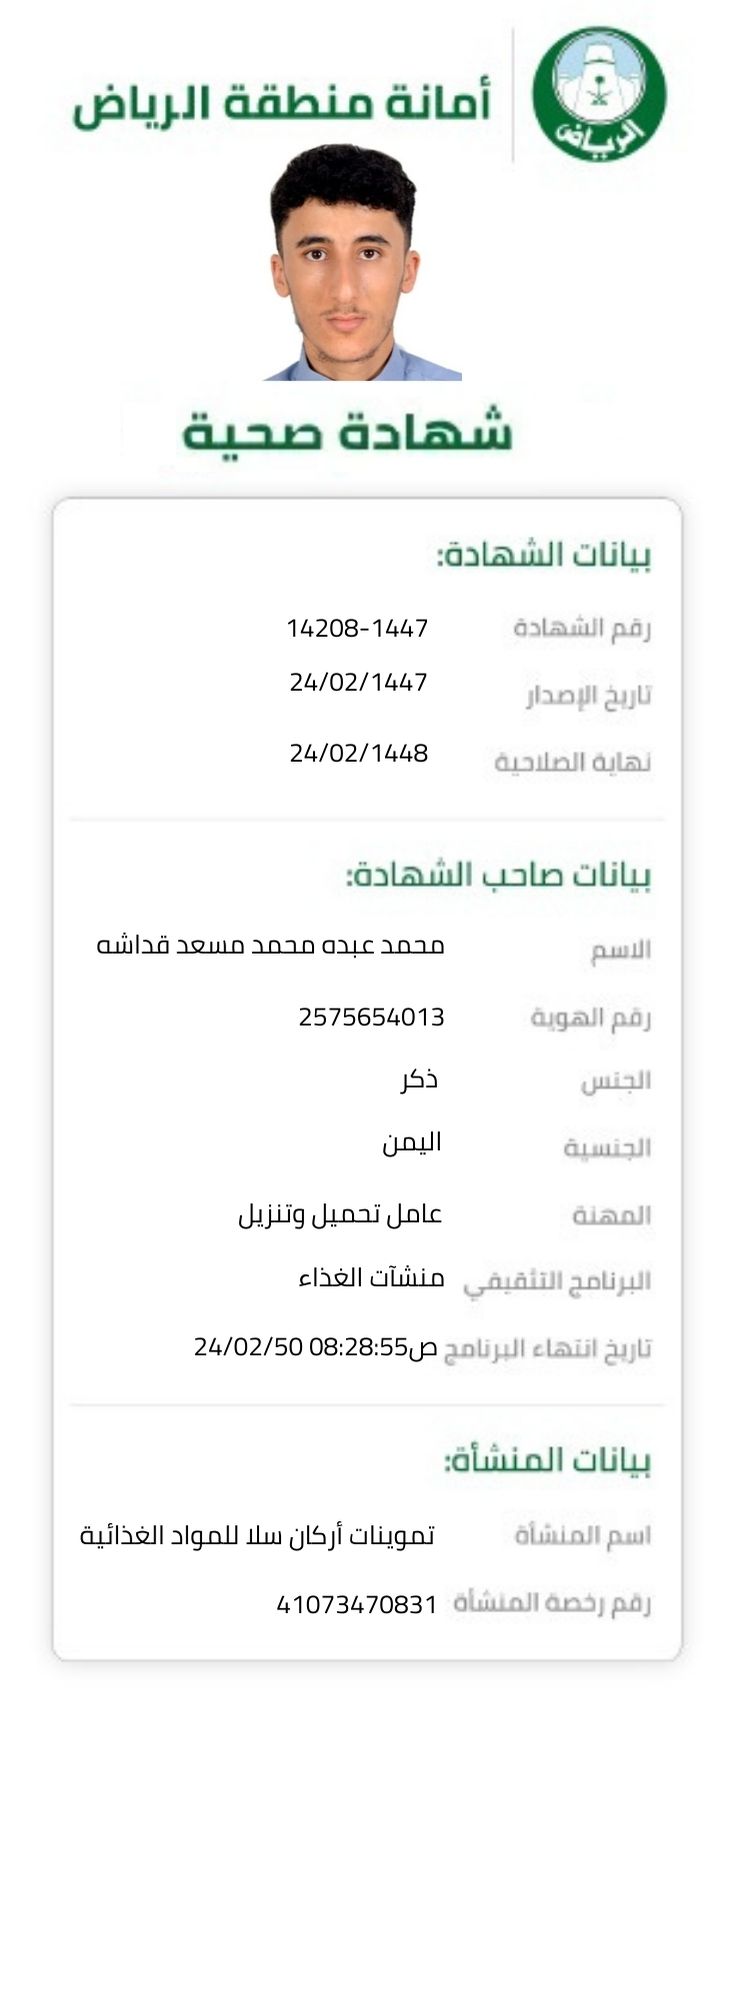 أمانة منطقة الرياض
الرياض
شهادة صحية
بيانات الشهادة:
رقم الشهادة 14208-1447
تاريخ الإصدار 24/02/1447
نهاية الصلاحية 24/02/1448
بيانات صاحب الشهادة:
الاسم محمد عبده محمد مسعد قداشه
رقم الهوية 2575654013
الجنس ذكر
الجنسية اليمن
المهنة عامل تحميل وتنزيل
البرنامج التثقيفي منشآت الغذاء
تاريخ انتهاء البرنامج 24/02/50 08:28:55ص
بيانات المنشأة:
اسم المنشأة تموينات أركان سلا للمواد الغذائية
رقم رخصة المنشأة 41073470831